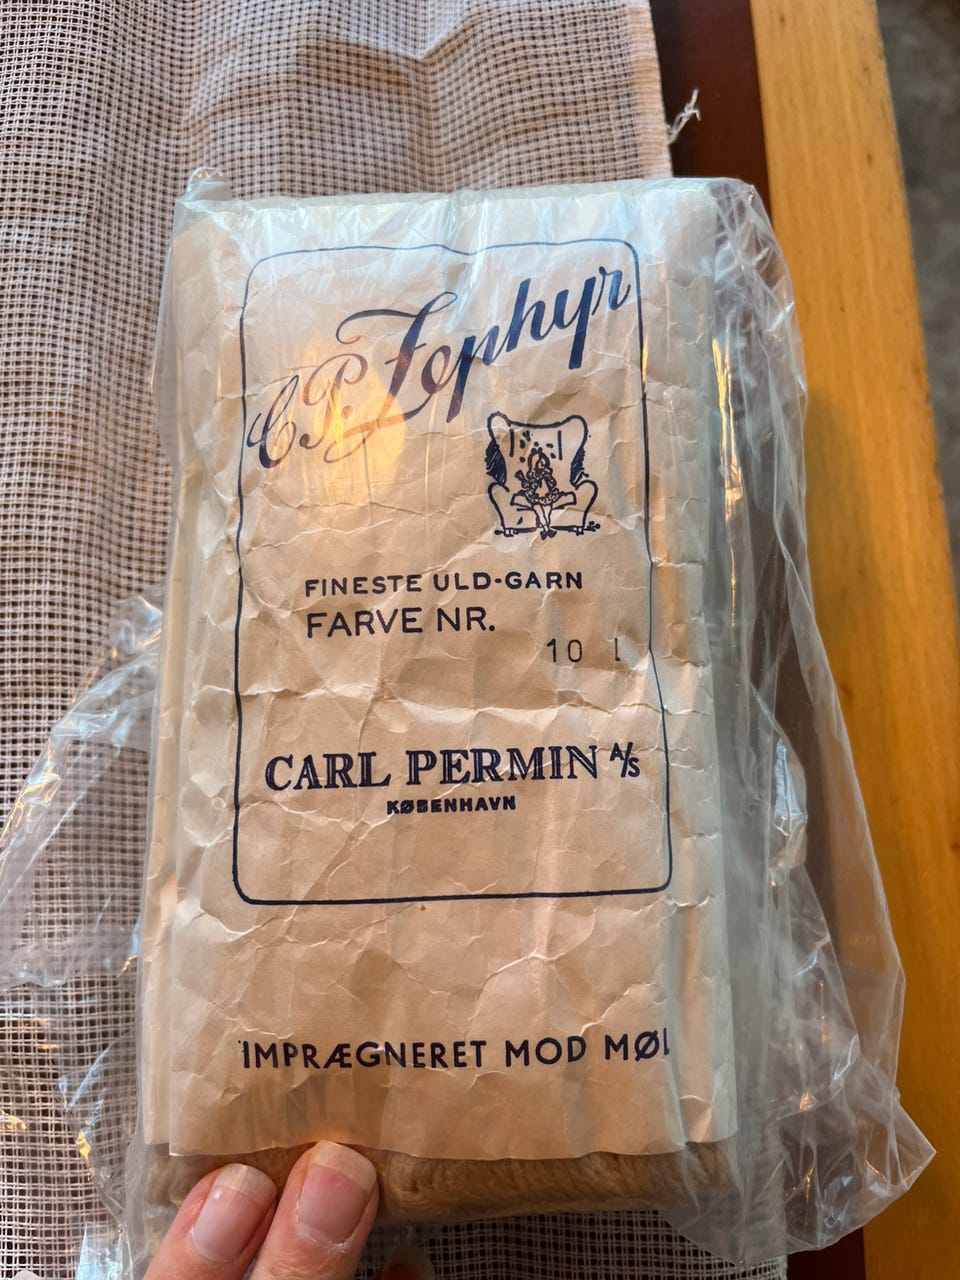 C.P. Zephyr
FINESTE ULD-GARN
FARVE NR.
10 l
CARL PERMIN A/S
KØBENHAVN
IMPRÆGNERET MOD MØL